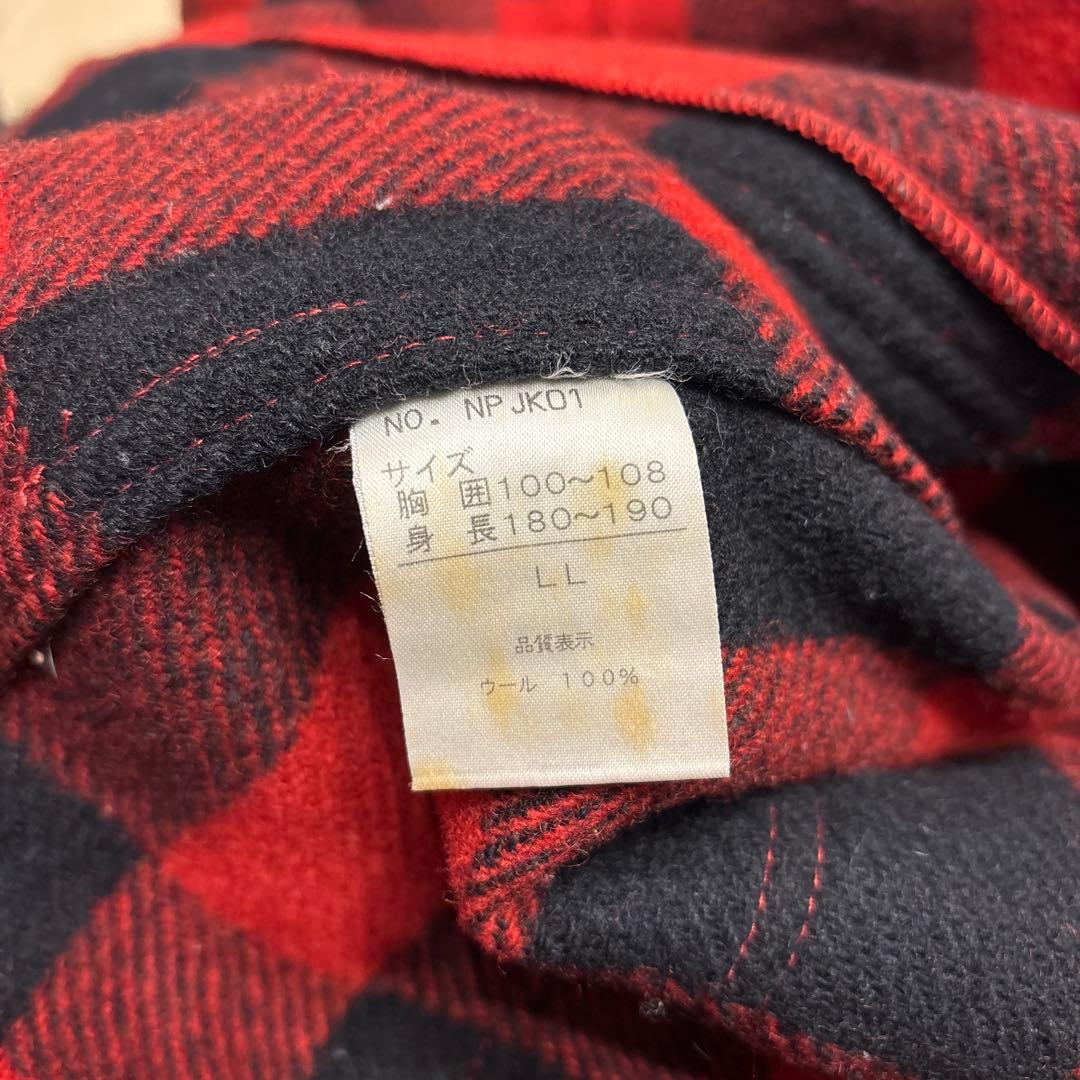 NO. NPJK01
サイズ
胸 囲100～108
身 長180～190
LL
品質表示
ウール 100%